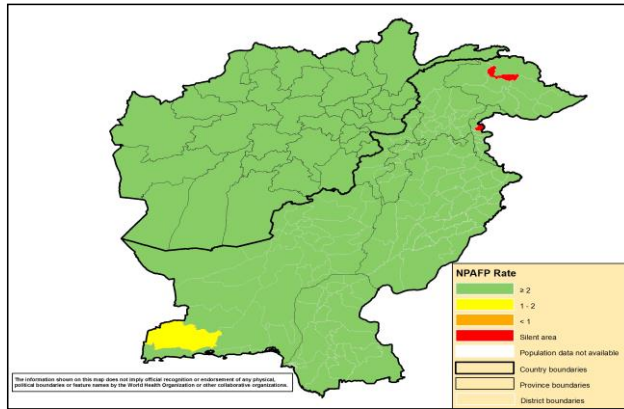 NPAFP Rate
≥ 2
1 - 2
< 1
Silent area
Population data not available
Country boundaries
Province boundaries
District boundaries
The information shown on this map does not imply official recognition or endorsement of any physical,
political boundaries or feature names by the World Health Organization or other collaborative organizations.